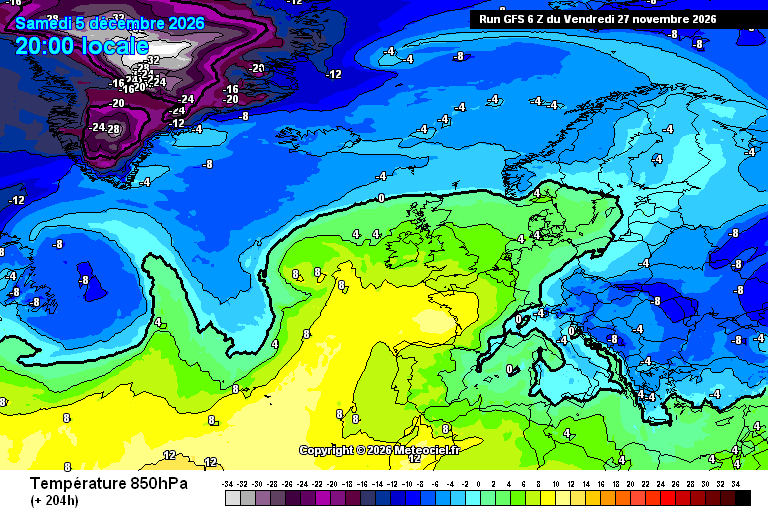 Samedi 5 décembre 2026
20:00 locale
Run GFS 6 Z du Vendredi 27 novembre 2026
Copyright © 2026 Meteociel.fr
Température 850hPa
(+ 204h)
-34 -32 -30 -28 -26 -24 -22 -20 -18 -16 -14 -12 -10 -8 -6 -4 -2 0 2 4 6 8 10 12 14 16 18 20 22 24 26 28 30 32 34